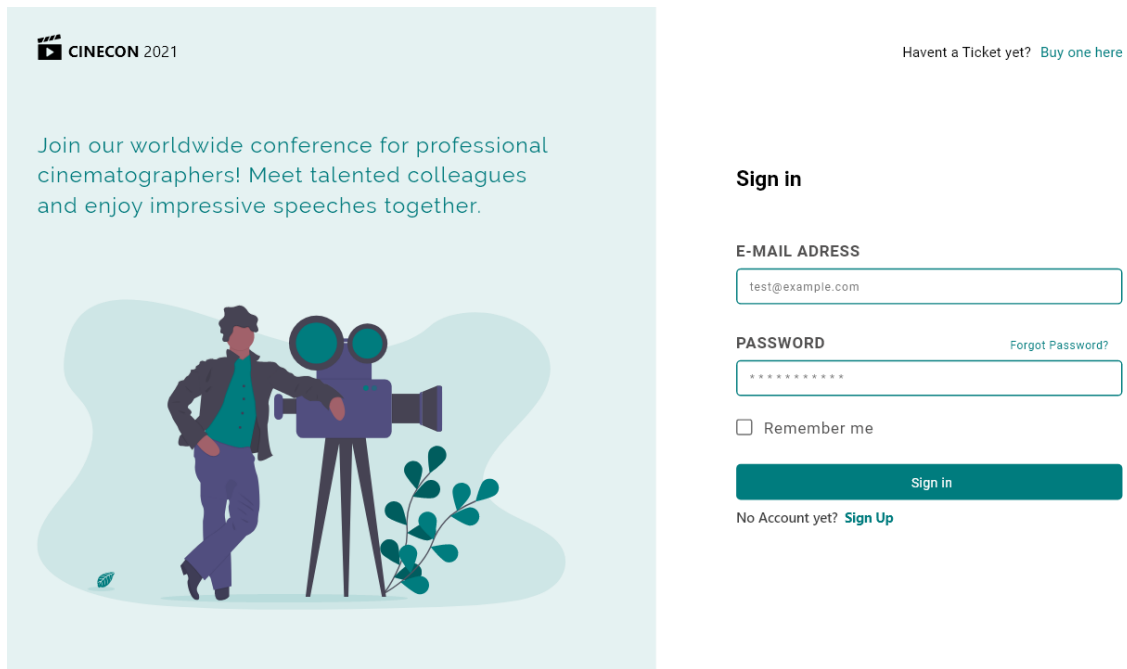 CINECON 2021
Havent a Ticket yet? Buy one here
Join our worldwide conference for professional
cinematographers! Meet talented colleagues
and enjoy impressive speeches together.
Sign in
E-MAIL ADRESS
test@example.com
PASSWORD
Forgot Password?
* * * * * * * * * * *
Remember me
Sign in
No Account yet? Sign Up